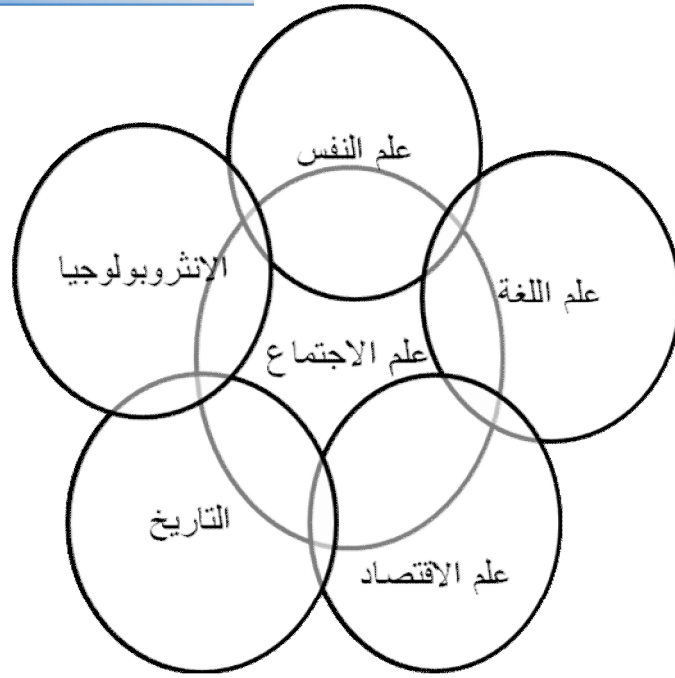 علم النفس
الانثروبولوجيا
علم اللغة
علم الاجتماع
التاريخ
علم الاقتصاد